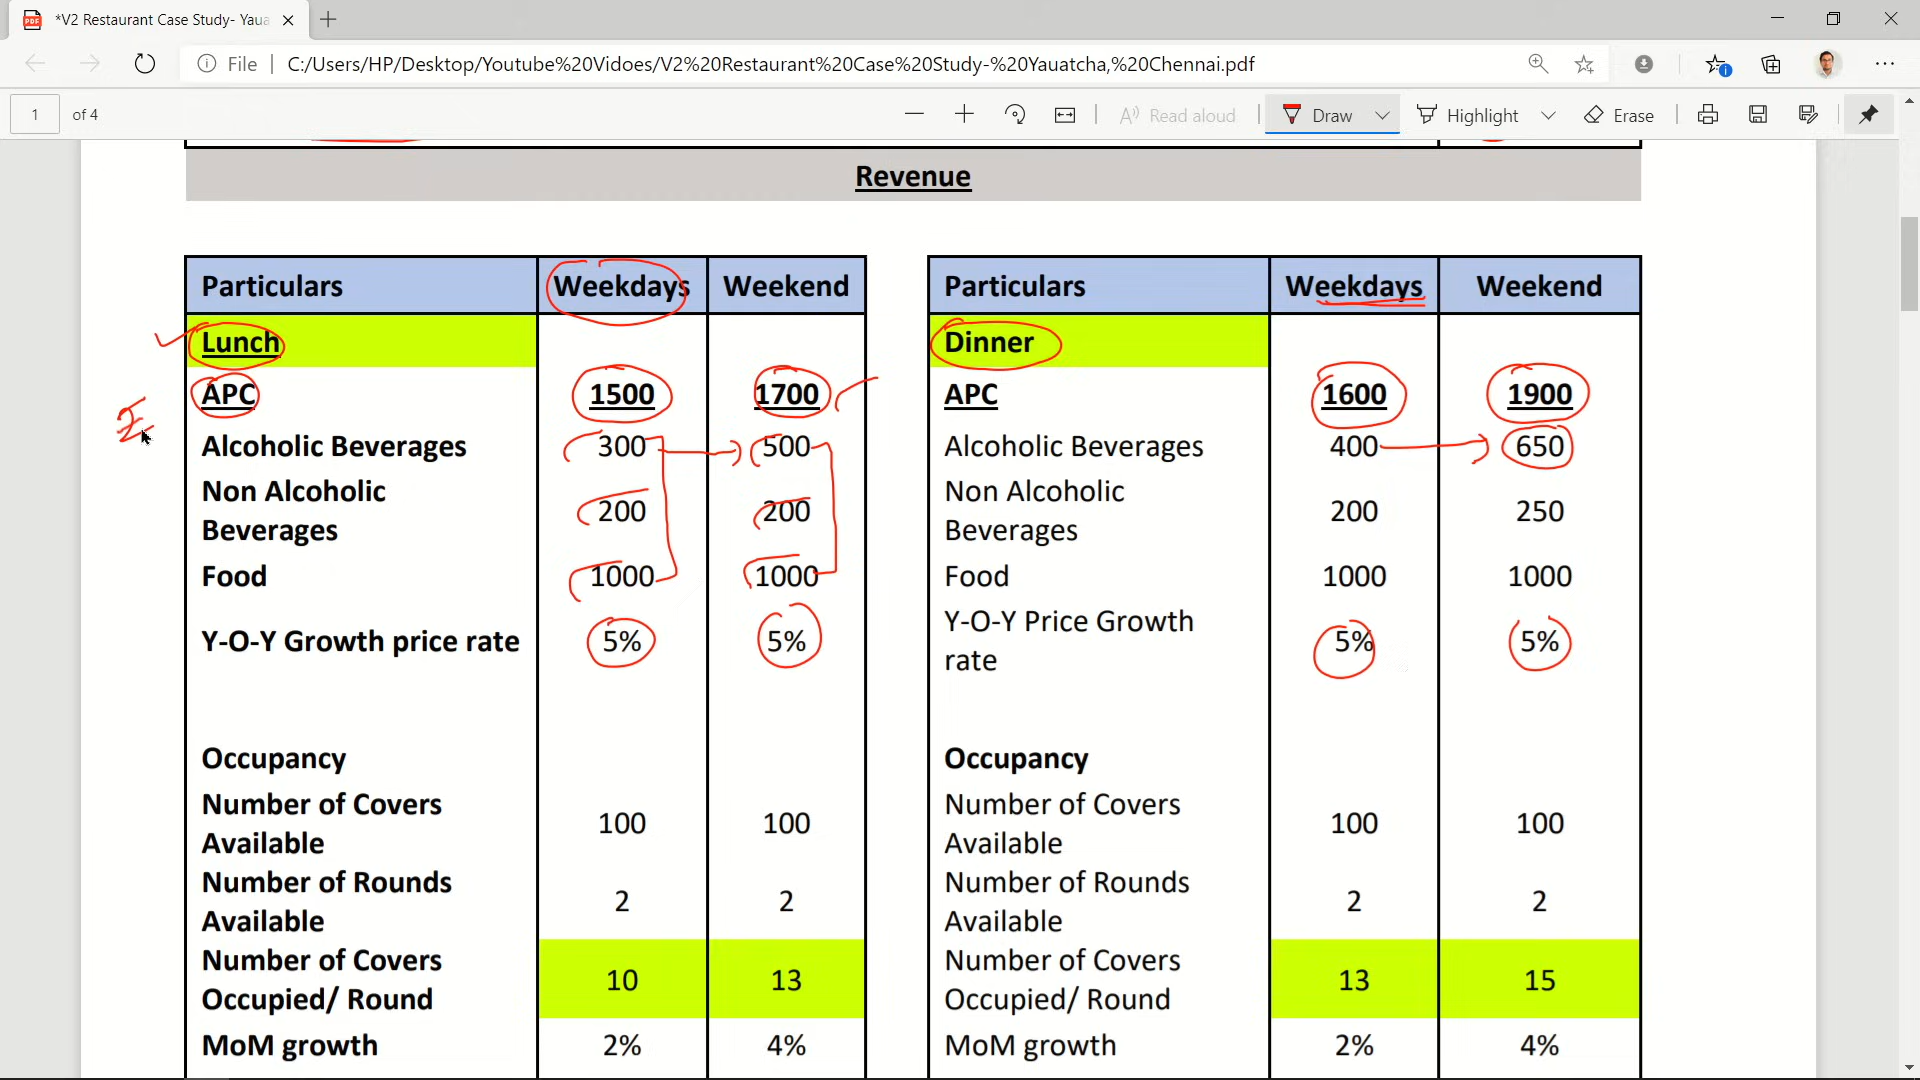 *V2 Restaurant Case Study- Yaua
File
C:/Users/HP/Desktop/Youtube%20Vidoes/V2%20Restaurant%20Case%20Study-%20Yauatcha,%20Chennai.pdf
1 of 4
Read aloud
Draw
Highlight
Erase
Revenue
Particulars Weekdays Weekend
Lunch
APC 1500 1700
Alcoholic Beverages 300 500
Non Alcoholic
Beverages 200 200
Food 1000 1000
Y-O-Y Growth price rate 5% 5%
Occupancy
Number of Covers
Available 100 100
Number of Rounds
Available 2 2
Number of Covers
Occupied/ Round 10 13
MoM growth 2% 4%
Particulars Weekdays Weekend
Dinner
APC 1600 1900
Alcoholic Beverages 400 650
Non Alcoholic
Beverages 200 250
Food 1000 1000
Y-O-Y Price Growth
rate 5% 5%
Occupancy
Number of Covers
Available 100 100
Number of Rounds
Available 2 2
Number of Covers
Occupied/ Round 13 15
MoM growth 2% 4%